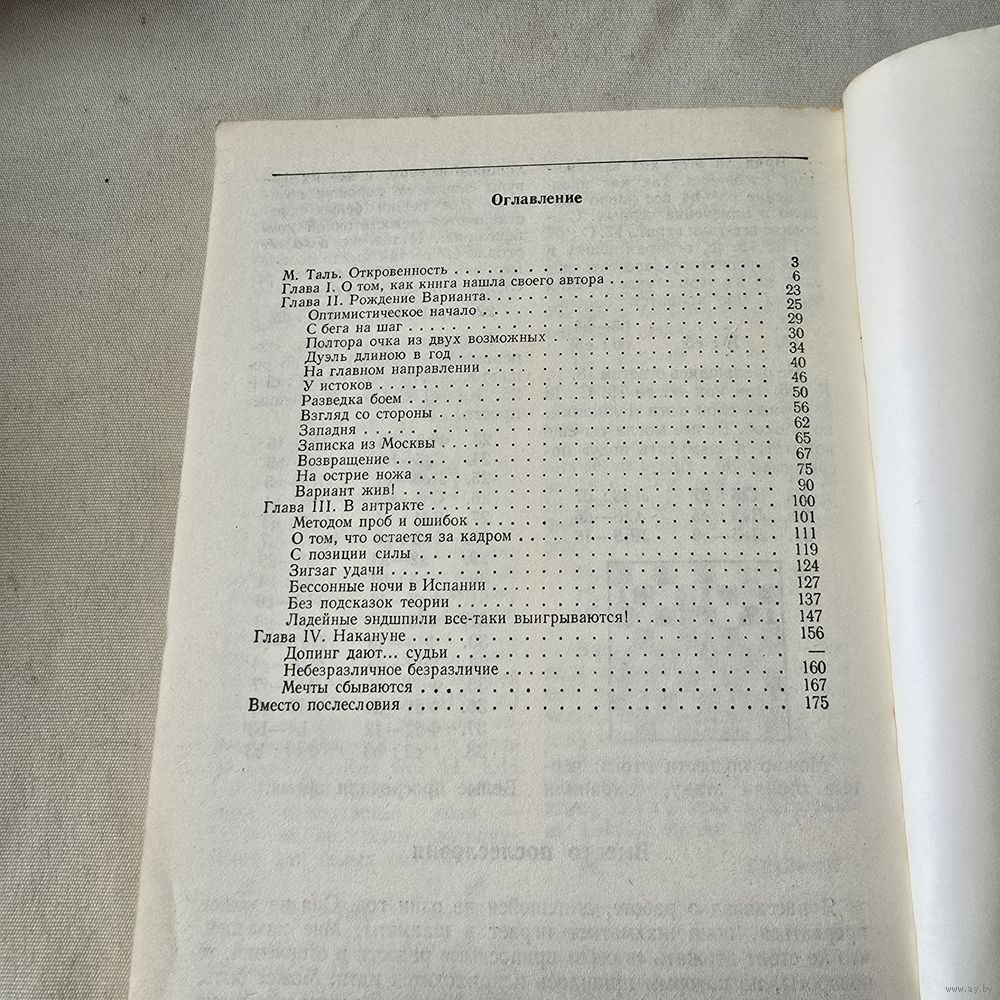 Оглавление
М. Таль. Откровенность . . . . . . . . . . . . . . . . . . . . 3
Глава I. О том, как книга нашла своего автора . . . . . . . . . . 6
Глава II. Рождение Варианта . . . . . . . . . . . . . . . . . . 23
Оптимистическое начало . . . . . . . . . . . . . . . . . . 25
С бега на шаг . . . . . . . . . . . . . . . . . . . . . . 29
Полтора очка из двух возможных . . . . . . . . . . . . . . 30
Дуэль длиною в год . . . . . . . . . . . . . . . . . . . . 34
На главном направлении . . . . . . . . . . . . . . . . . . 40
У истоков . . . . . . . . . . . . . . . . . . . . . . . . 46
Разведка боем . . . . . . . . . . . . . . . . . . . . . . 50
Взгляд со стороны . . . . . . . . . . . . . . . . . . . . 56
Западня . . . . . . . . . . . . . . . . . . . . . . . . . 62
Записка из Москвы . . . . . . . . . . . . . . . . . . . . 65
Возвращение . . . . . . . . . . . . . . . . . . . . . . . 67
На острие ножа . . . . . . . . . . . . . . . . . . . . . . 75
Вариант жив! . . . . . . . . . . . . . . . . . . . . . . . 90
Глава III. В антракте . . . . . . . . . . . . . . . . . . . . 100
Методом проб и ошибок . . . . . . . . . . . . . . . . . . 101
О том, что остается за кадром . . . . . . . . . . . . . . . 111
С позиции силы . . . . . . . . . . . . . . . . . . . . . . 119
Зигзаг удачи . . . . . . . . . . . . . . . . . . . . . . . 124
Бессонные ночи в Испании . . . . . . . . . . . . . . . . . 127
Без подсказок теории . . . . . . . . . . . . . . . . . . . 137
Ладейные эндшпили все-таки выигрываются! . . . . . . . . . 147
Глава IV. Накануне . . . . . . . . . . . . . . . . . . . . . 156
Допинг дают... судьи . . . . . . . . . . . . . . . . . . . —
Небезразличное безразличие . . . . . . . . . . . . . . . . 160
Мечты сбываются . . . . . . . . . . . . . . . . . . . . . 167
Вместо послесловия . . . . . . . . . . . . . . . . . . . . . 175
www.ay.by